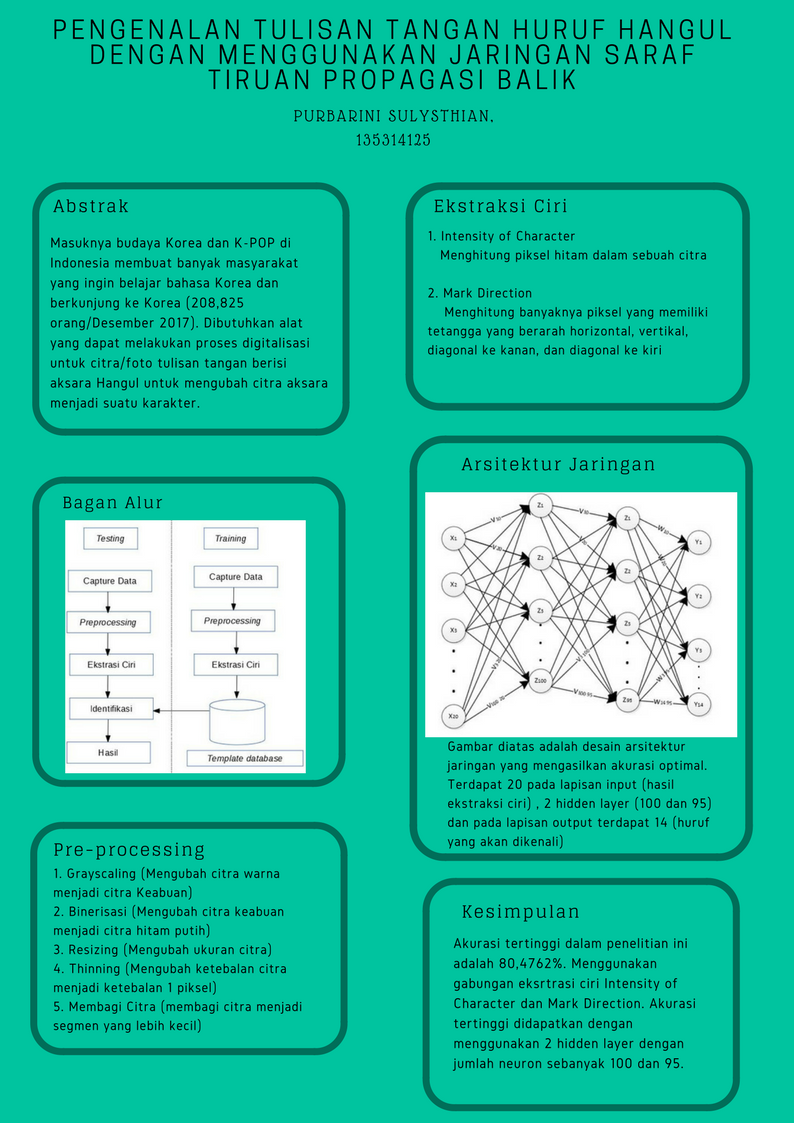 PENGENALAN TULISAN TANGAN HURUF HANGUL
DENGAN MENGGUNAKAN JARINGAN SARAF
TIRUAN PROPAGASI BALIK
PURBARINI SULYSTHIAN,
135314125
Abstrak
Masuknya budaya Korea dan K-POP di
Indonesia membuat banyak masyarakat
yang ingin belajar bahasa Korea dan
berkunjung ke Korea (208,825
orang/Desember 2017). Dibutuhkan alat
yang dapat melakukan proses digitalisasi
untuk citra/foto tulisan tangan berisi
aksara Hangul untuk mengubah citra aksara
menjadi suatu karakter.
Bagan Alur
Testing
Capture Data
Preprocessing
Ekstrasi Ciri
Identifikasi
Hasil
Training
Capture Data
Preprocessing
Ekstrasi Ciri
Template database
Pre-processing
1. Grayscaling (Mengubah citra warna
menjadi citra Keabuan)
2. Binerisasi (Mengubah citra keabuan
menjadi citra hitam putih)
3. Resizing (Mengubah ukuran citra)
4. Thinning (Mengubah ketebalan citra
menjadi ketebalan 1 piksel)
5. Membagi Citra (membagi citra menjadi
segmen yang lebih kecil)
Ekstraksi Ciri
1. Intensity of Character
Menghitung piksel hitam dalam sebuah citra
2. Mark Direction
Menghitung banyaknya piksel yang memiliki
tetangga yang berarah horizontal, vertikal,
diagonal ke kanan, dan diagonal ke kiri
Arsitektur Jaringan
X1
X2
X3
X20
Z1
Z2
Z3
Z100
Z1
Z2
Z3
Z95
Y1
Y2
Y3
Y14
V10
V20
V100 20
V10
V100 95
W10
W14 95
Gambar diatas adalah desain arsitektur
jaringan yang mengasilkan akurasi optimal.
Terdapat 20 pada lapisan input (hasil
ekstraksi ciri) , 2 hidden layer (100 dan 95)
dan pada lapisan output terdapat 14 (huruf
yang akan dikenali)
Kesimpulan
Akurasi tertinggi dalam penelitian ini
adalah 80,4762%. Menggunakan
gabungan eksrtrasi ciri Intensity of
Character dan Mark Direction. Akurasi
tertinggi didapatkan dengan
menggunakan 2 hidden layer dengan
jumlah neuron sebanyak 100 dan 95.